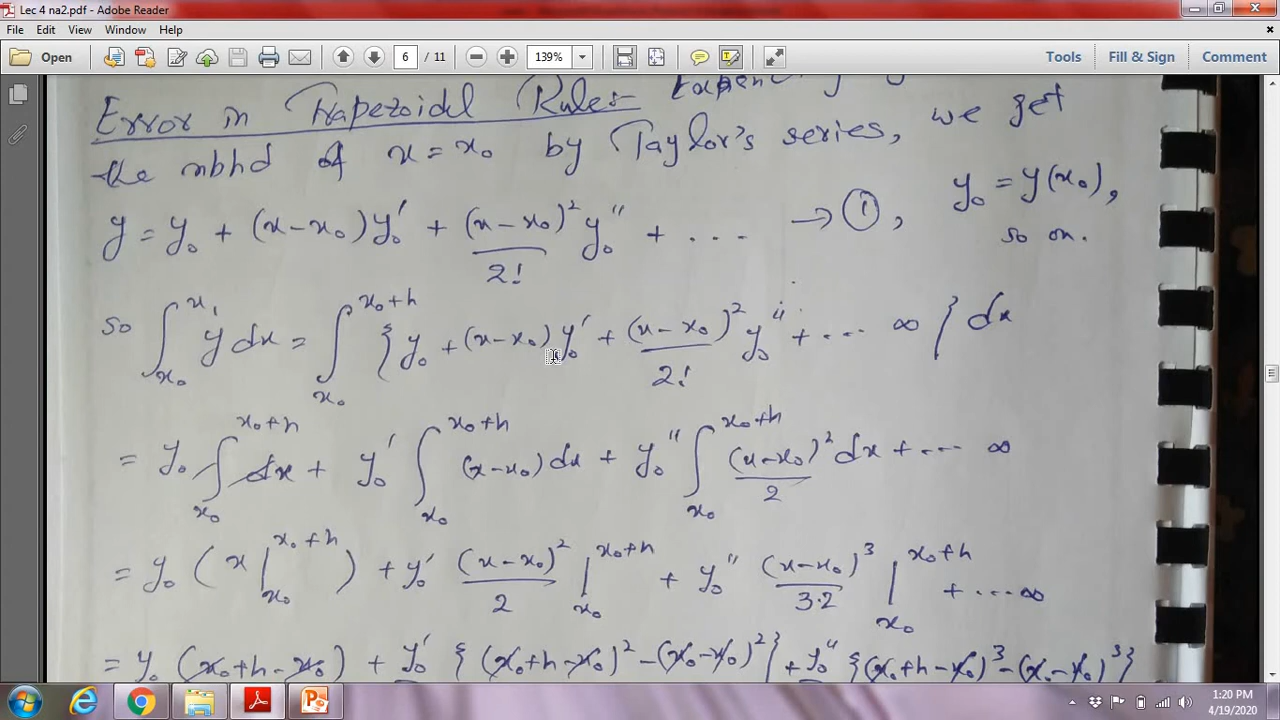 Lec 4 na2.pdf - Adobe Reader
File Edit View Window Help
Open 6 / 11 139% Tools Fill & Sign Comment
Error in Trapezoidal Rule:-
the nbhd of x = x₀ by Taylor's series, we get
y = y₀ + (x-x₀)y₀' + (x-x₀)²/2! y₀'' + ... → ①, y₀ = y(x₀),
so on.
so ∫_{x₀}^{x₁} y dx = ∫_{x₀}^{x₀+h} { y₀ + (x-x₀)y₀' + (x-x₀)²/2! y₀'' + ... ∞ } dx
= y₀ ∫_{x₀}^{x₀+h} dx + y₀' ∫_{x₀}^{x₀+h} (x-x₀) dx + y₀'' ∫_{x₀}^{x₀+h} (x-x₀)²/2 dx + ... ∞
= y₀ ( x |_{x₀}^{x₀+h} ) + y₀' (x-x₀)²/2 |_{x₀}^{x₀+h} + y₀'' (x-x₀)³/3·2 |_{x₀}^{x₀+h} + ... ∞
= y₀ (x₀+h-x₀) + y₀' {(x₀+h-x₀)² - (x₀-x₀)²} + y₀'' {(x₀+h-x₀)³ - (x₀-x₀)³}
1:20 PM
4/19/2020